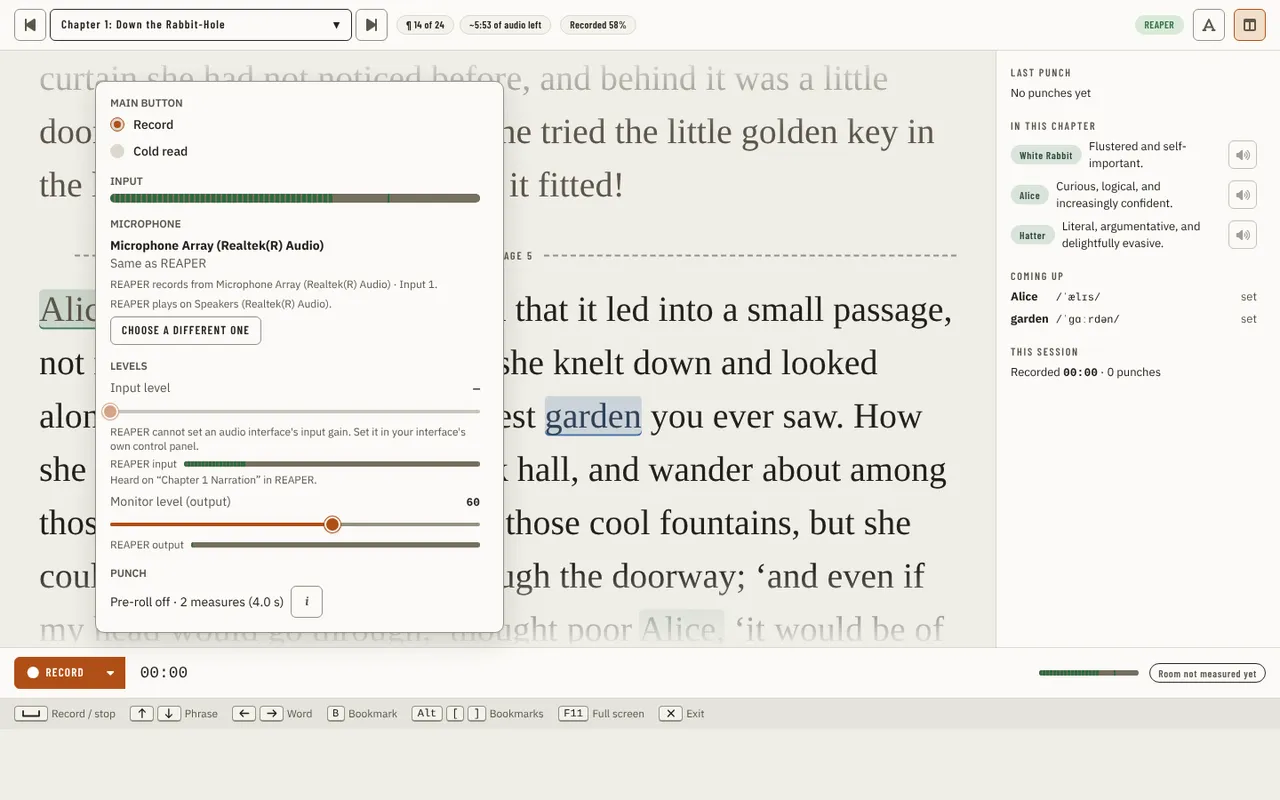 Chapter 1: Down the Rabbit-Hole
¶ 14 of 24
~5:53 of audio left
Recorded 58%
REAPER
A
curtain she had not noticed before, and behind it was a little
he tried the little golden key in
the
it fitted!
AGE 5
Alic
that it led into a small passage,
not
she knelt down and looked
alon
est garden you ever saw. How
she
hall, and wander about among
thos
those cool fountains, but she
coul
ugh the doorway; ‘and even if
my head would go through,’ thought poor Alice, ‘it would be of
MAIN BUTTON
Record
Cold read
INPUT
MICROPHONE
Microphone Array (Realtek(R) Audio)
Same as REAPER
REAPER records from Microphone Array (Realtek(R) Audio) · Input 1.
REAPER plays on Speakers (Realtek(R) Audio).
CHOOSE A DIFFERENT ONE
LEVELS
Input level –
REAPER cannot set an audio interface's input gain. Set it in your interface's
own control panel.
REAPER input
Heard on “Chapter 1 Narration” in REAPER.
Monitor level (output) 60
REAPER output
PUNCH
Pre-roll off · 2 measures (4.0 s) i
LAST PUNCH
No punches yet
IN THIS CHAPTER
White Rabbit Flustered and self-
important.
Alice Curious, logical, and
increasingly confident.
Hatter Literal, argumentative, and
delightfully evasive.
COMING UP
Alice /ˈælɪs/ set
garden /ˈɡɑːrdən/ set
THIS SESSION
Recorded 00:00 · 0 punches
RECORD 00:00
Room not measured yet
Record / stop ↑ ↓ Phrase ← → Word B Bookmark Alt [ ] Bookmarks F11 Full screen ✕ Exit